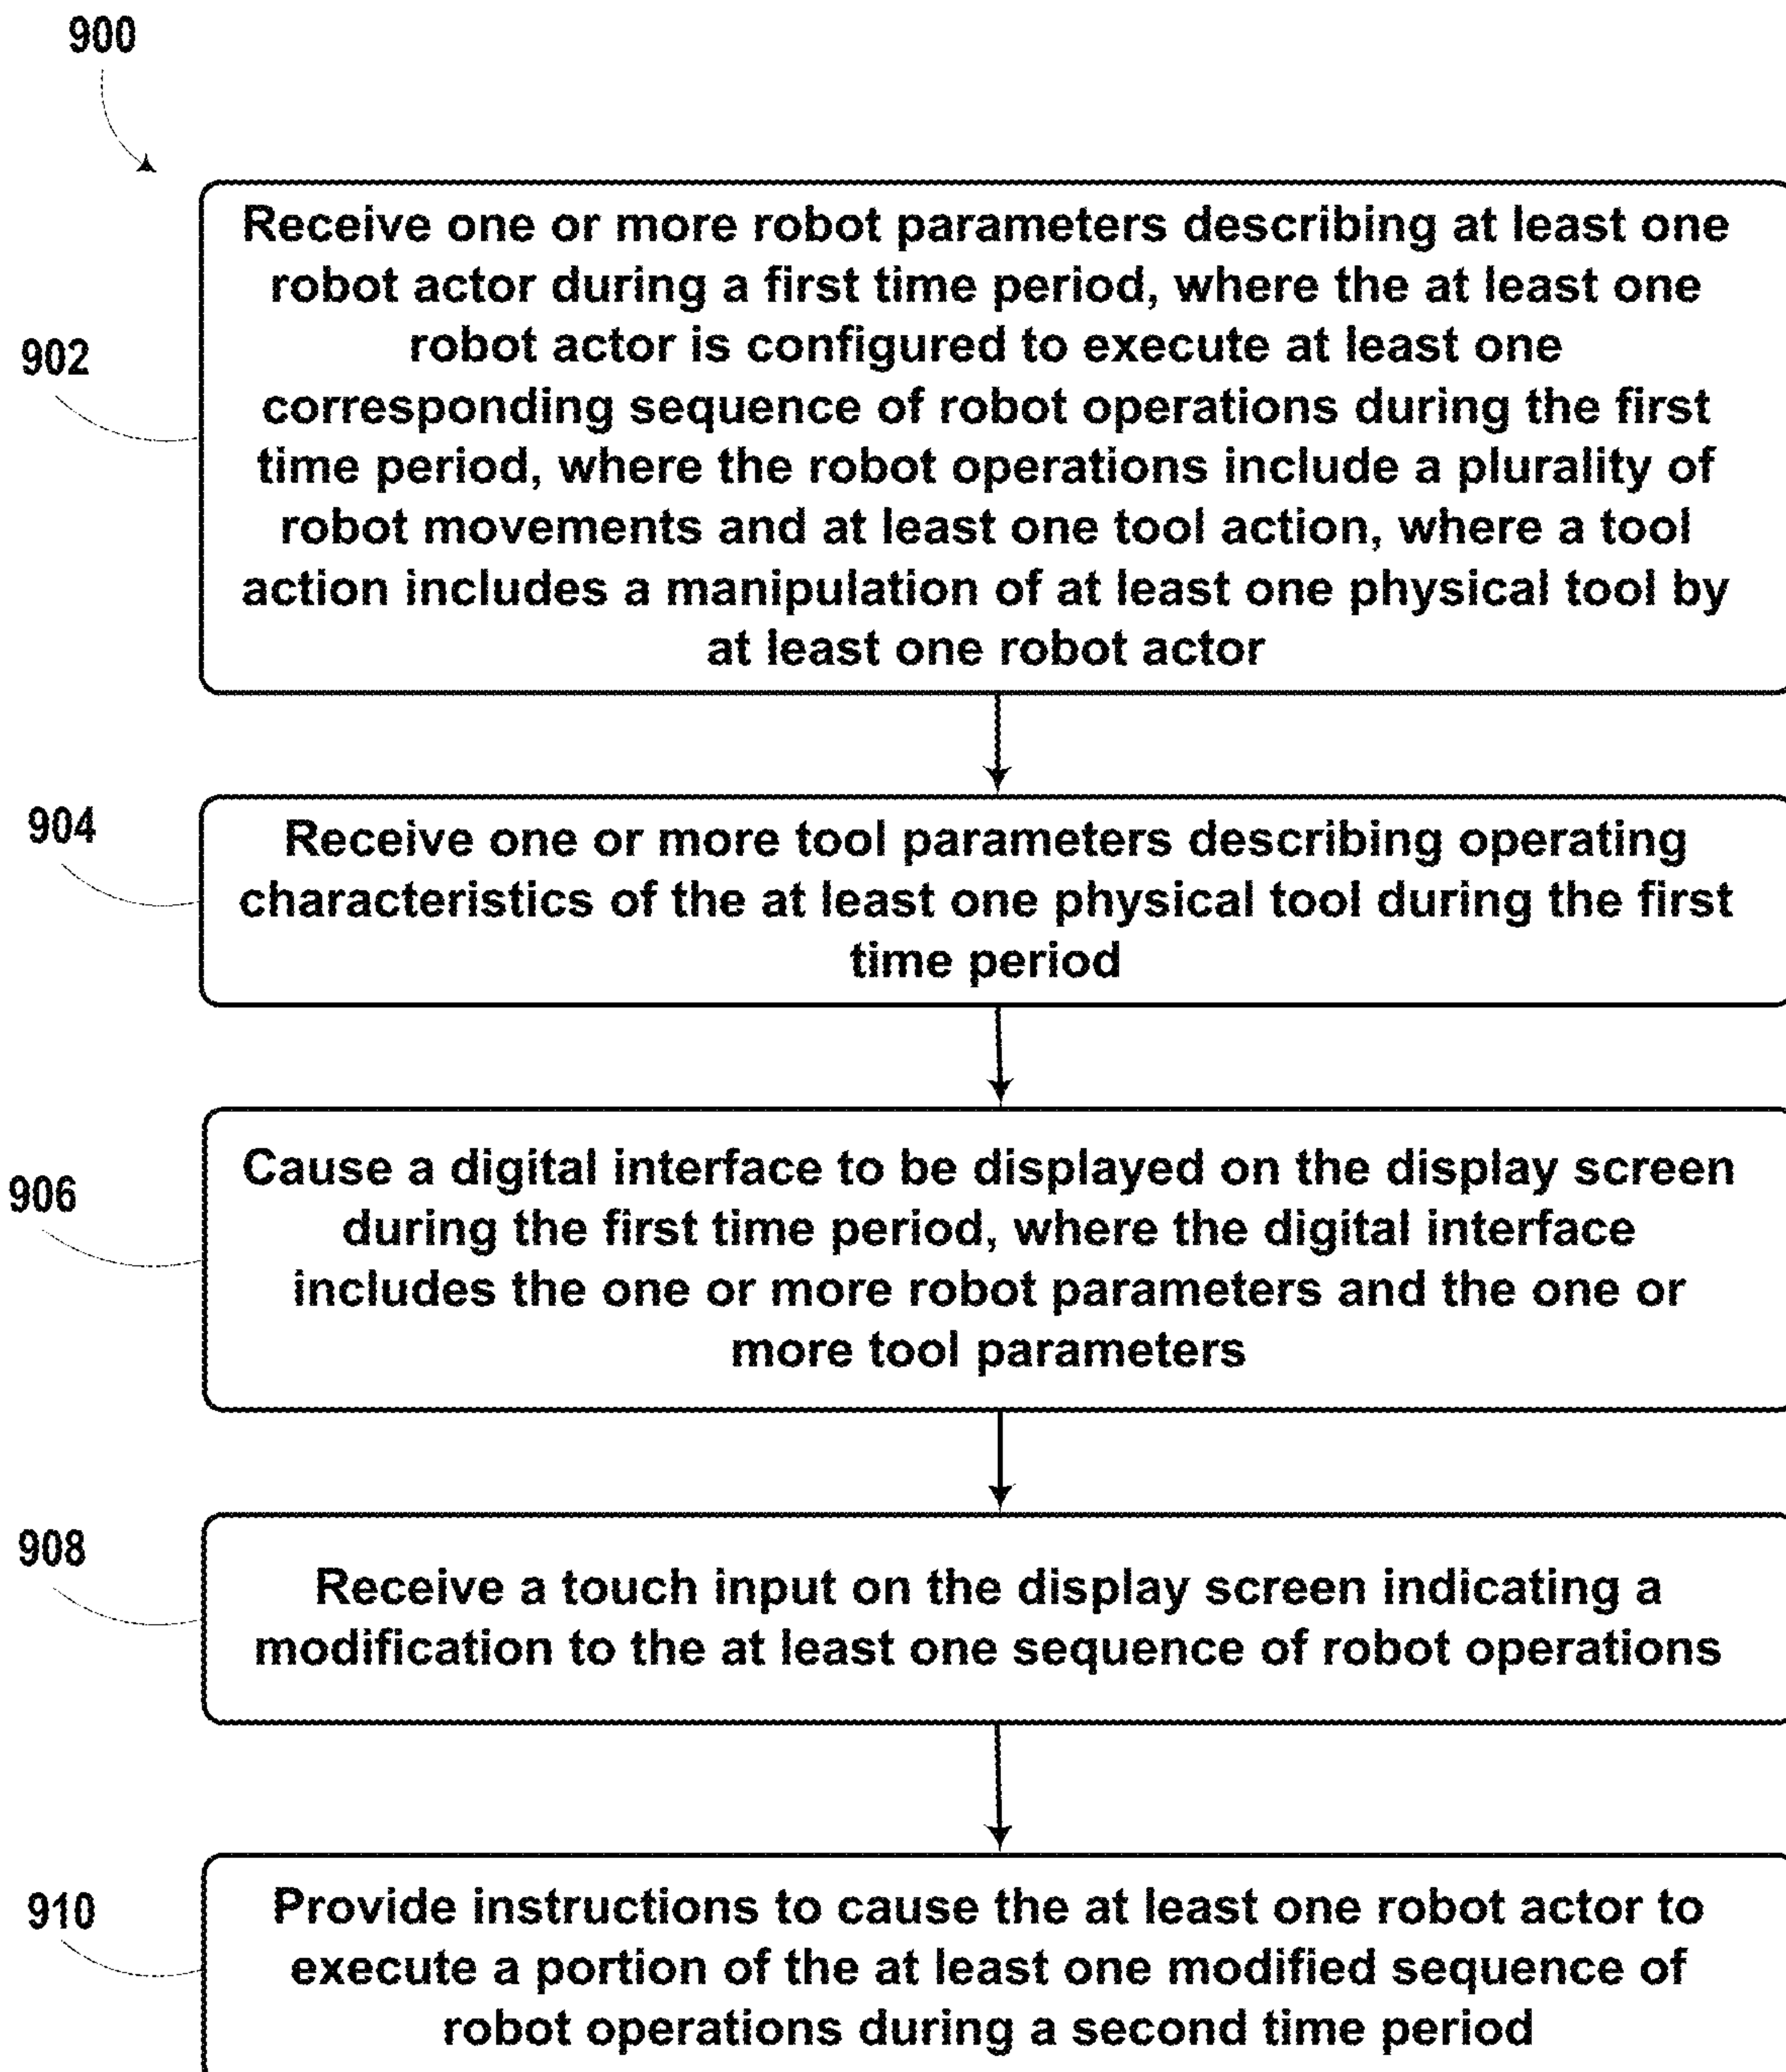 900
902
Receive one or more robot parameters describing at least one
robot actor during a first time period, where the at least one
robot actor is configured to execute at least one
corresponding sequence of robot operations during the first
time period, where the robot operations include a plurality of
robot movements and at least one tool action, where a tool
action includes a manipulation of at least one physical tool by
at least one robot actor
904
Receive one or more tool parameters describing operating
characteristics of the at least one physical tool during the first
time period
906
Cause a digital interface to be displayed on the display screen
during the first time period, where the digital interface
includes the one or more robot parameters and the one or
more tool parameters
908
Receive a touch input on the display screen indicating a
modification to the at least one sequence of robot operations
910
Provide instructions to cause the at least one robot actor to
execute a portion of the at least one modified sequence of
robot operations during a second time period